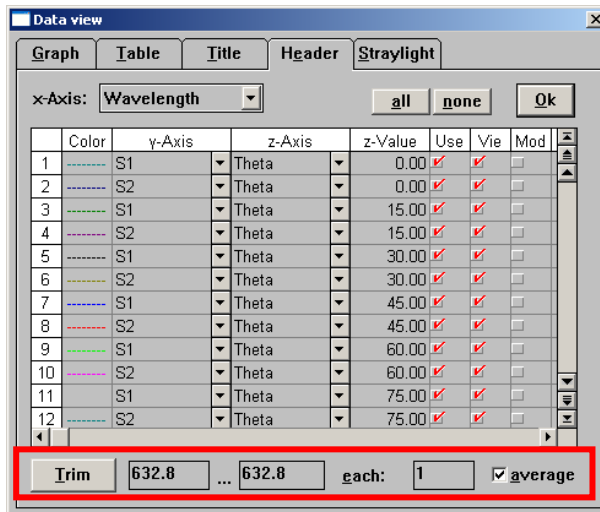 Data view
Graph Table Title Header Straylight
x-Axis: Wavelength all none Ok
Color y-Axis z-Axis z-Value Use Vie Mod
1 S1 Theta 0.00
2 S2 Theta 0.00
3 S1 Theta 15.00
4 S2 Theta 15.00
5 S1 Theta 30.00
6 S2 Theta 30.00
7 S1 Theta 45.00
8 S2 Theta 45.00
9 S1 Theta 60.00
10 S2 Theta 60.00
11 S1 Theta 75.00
12 S2 Theta 75.00
Trim 632.8 ... 632.8 each: 1 average